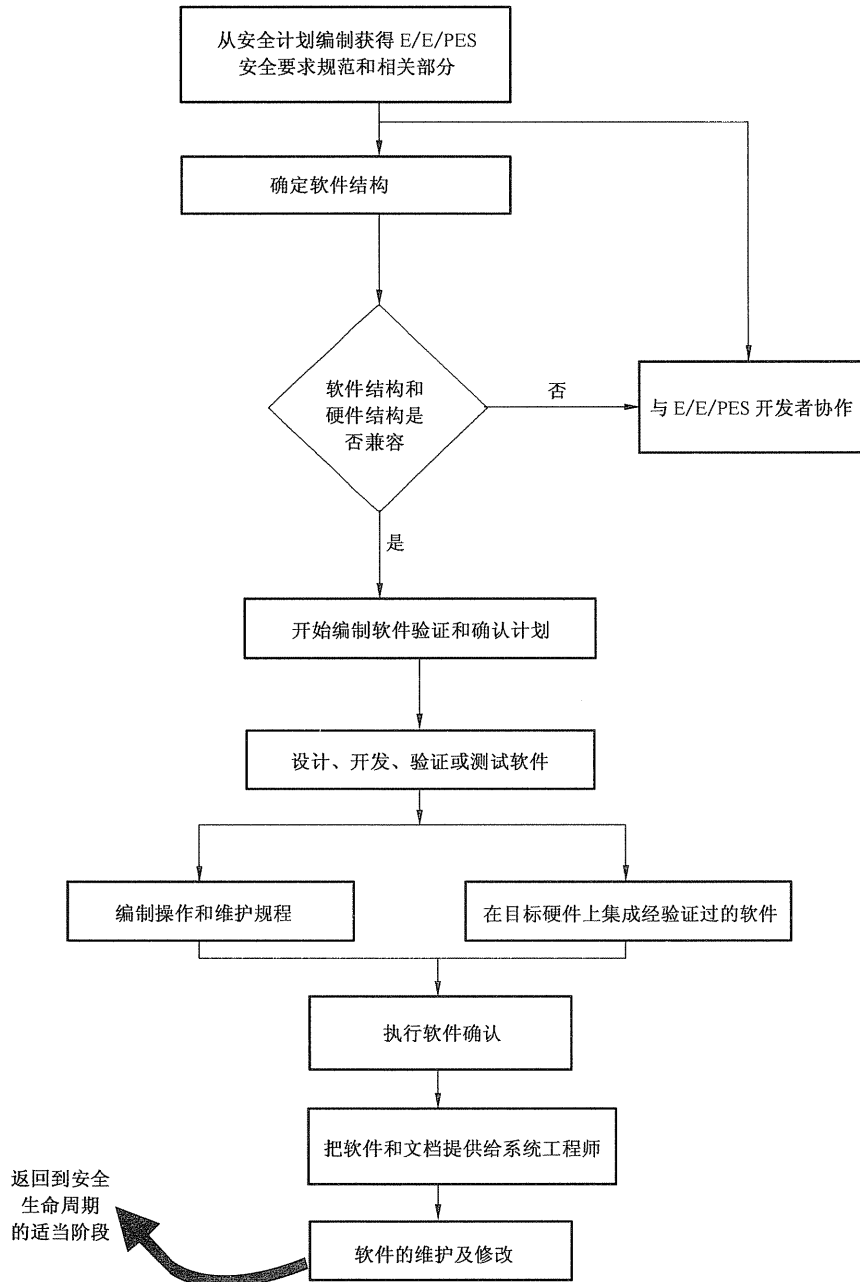 从安全计划编制获得 E/E/PES
安全要求规范和相关部分
确定软件结构
软件结构和
硬件结构是
否兼容
否
与 E/E/PES 开发者协作
是
开始编制软件验证和确认计划
设计、开发、验证或测试软件
编制操作和维护规程
在目标硬件上集成经验证过的软件
执行软件确认
把软件和文档提供给系统工程师
返回到安全
生命周期
的适当阶段
软件的维护及修改